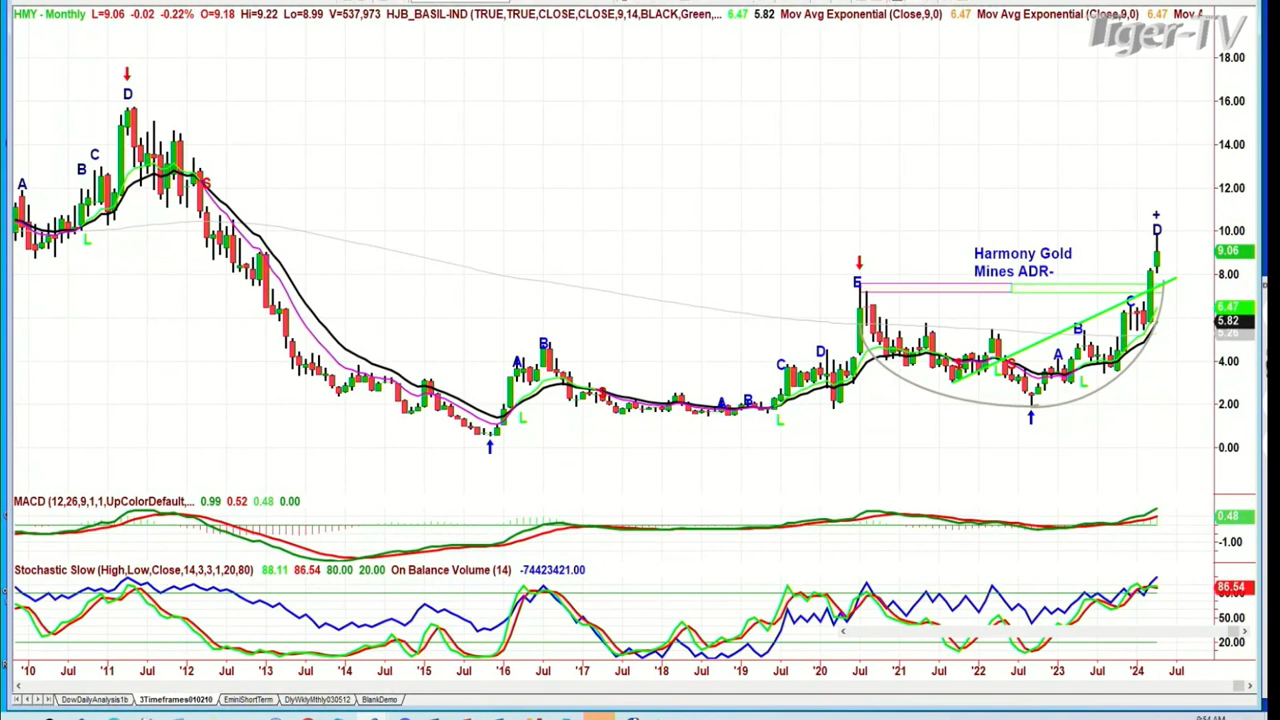 HMY - Monthly L=9.06 -0.02 -0.22% O=9.18 Hi=9.22 Lo=8.99 V=537,973 HJB_BASIL-IND (TRUE,TRUE,CLOSE,CLOSE,9,14,BLACK,Green,... 6.47 5.82 Mov Avg Exponential (Close,9,0) 6.47 Mov Avg Exponential (Close,9,0) 6.47 Mov A
Tiger-TV
18.00
D
16.00
14.00
C
B
A
S
12.00
L
+
D
10.00
Harmony Gold
Mines ADR-
9.06
8.00
E
C
6.47
5.82
B
B
D
A
4.00
A
C
S
S
L
L
A
B
2.00
L
L
0.00
MACD (12,26,9,1,1,UpColorDefault,... 0.99 0.52 0.48 0.00
0.48
-1.00
Stochastic Slow (High,Low,Close,14,3,3,1,20,80) 88.11 86.54 80.00 20.00 On Balance Volume (14) -74423421.00
86.54
50.00
20.00
'10 Jul '11 Jul '12 Jul '13 Jul '14 Jul '15 Jul '16 Jul '17 Jul '18 Jul '19 Jul '20 Jul '21 Jul '22 Jul '23 Jul '24 Jul
DowDailyAnalysis1b 3Timeframes010210 EminiShortTerm DlyWklyMthly030512 BlankDemo